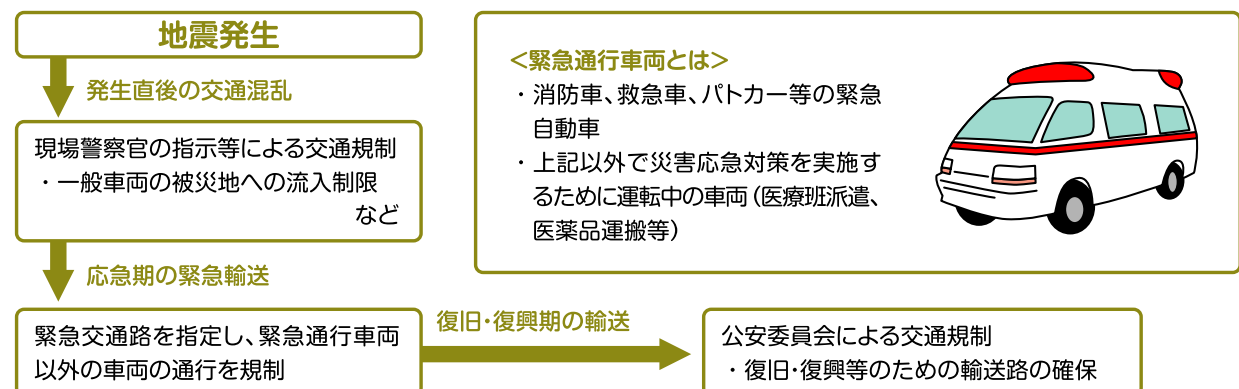 地震発生
発生直後の交通混乱
現場警察官の指示等による交通規制
・一般車両の被災地への流入制限
など
応急期の緊急輸送
緊急交通路を指定し、緊急通行車両
以外の車両の通行を規制
復旧・復興期の輸送
公安委員会による交通規制
・復旧・復興等のための輸送路の確保
<緊急通行車両とは>
・消防車、救急車、パトカー等の緊急
自動車
・上記以外で災害応急対策を実施す
るために運転中の車両（医療班派遣、
医薬品運搬等）